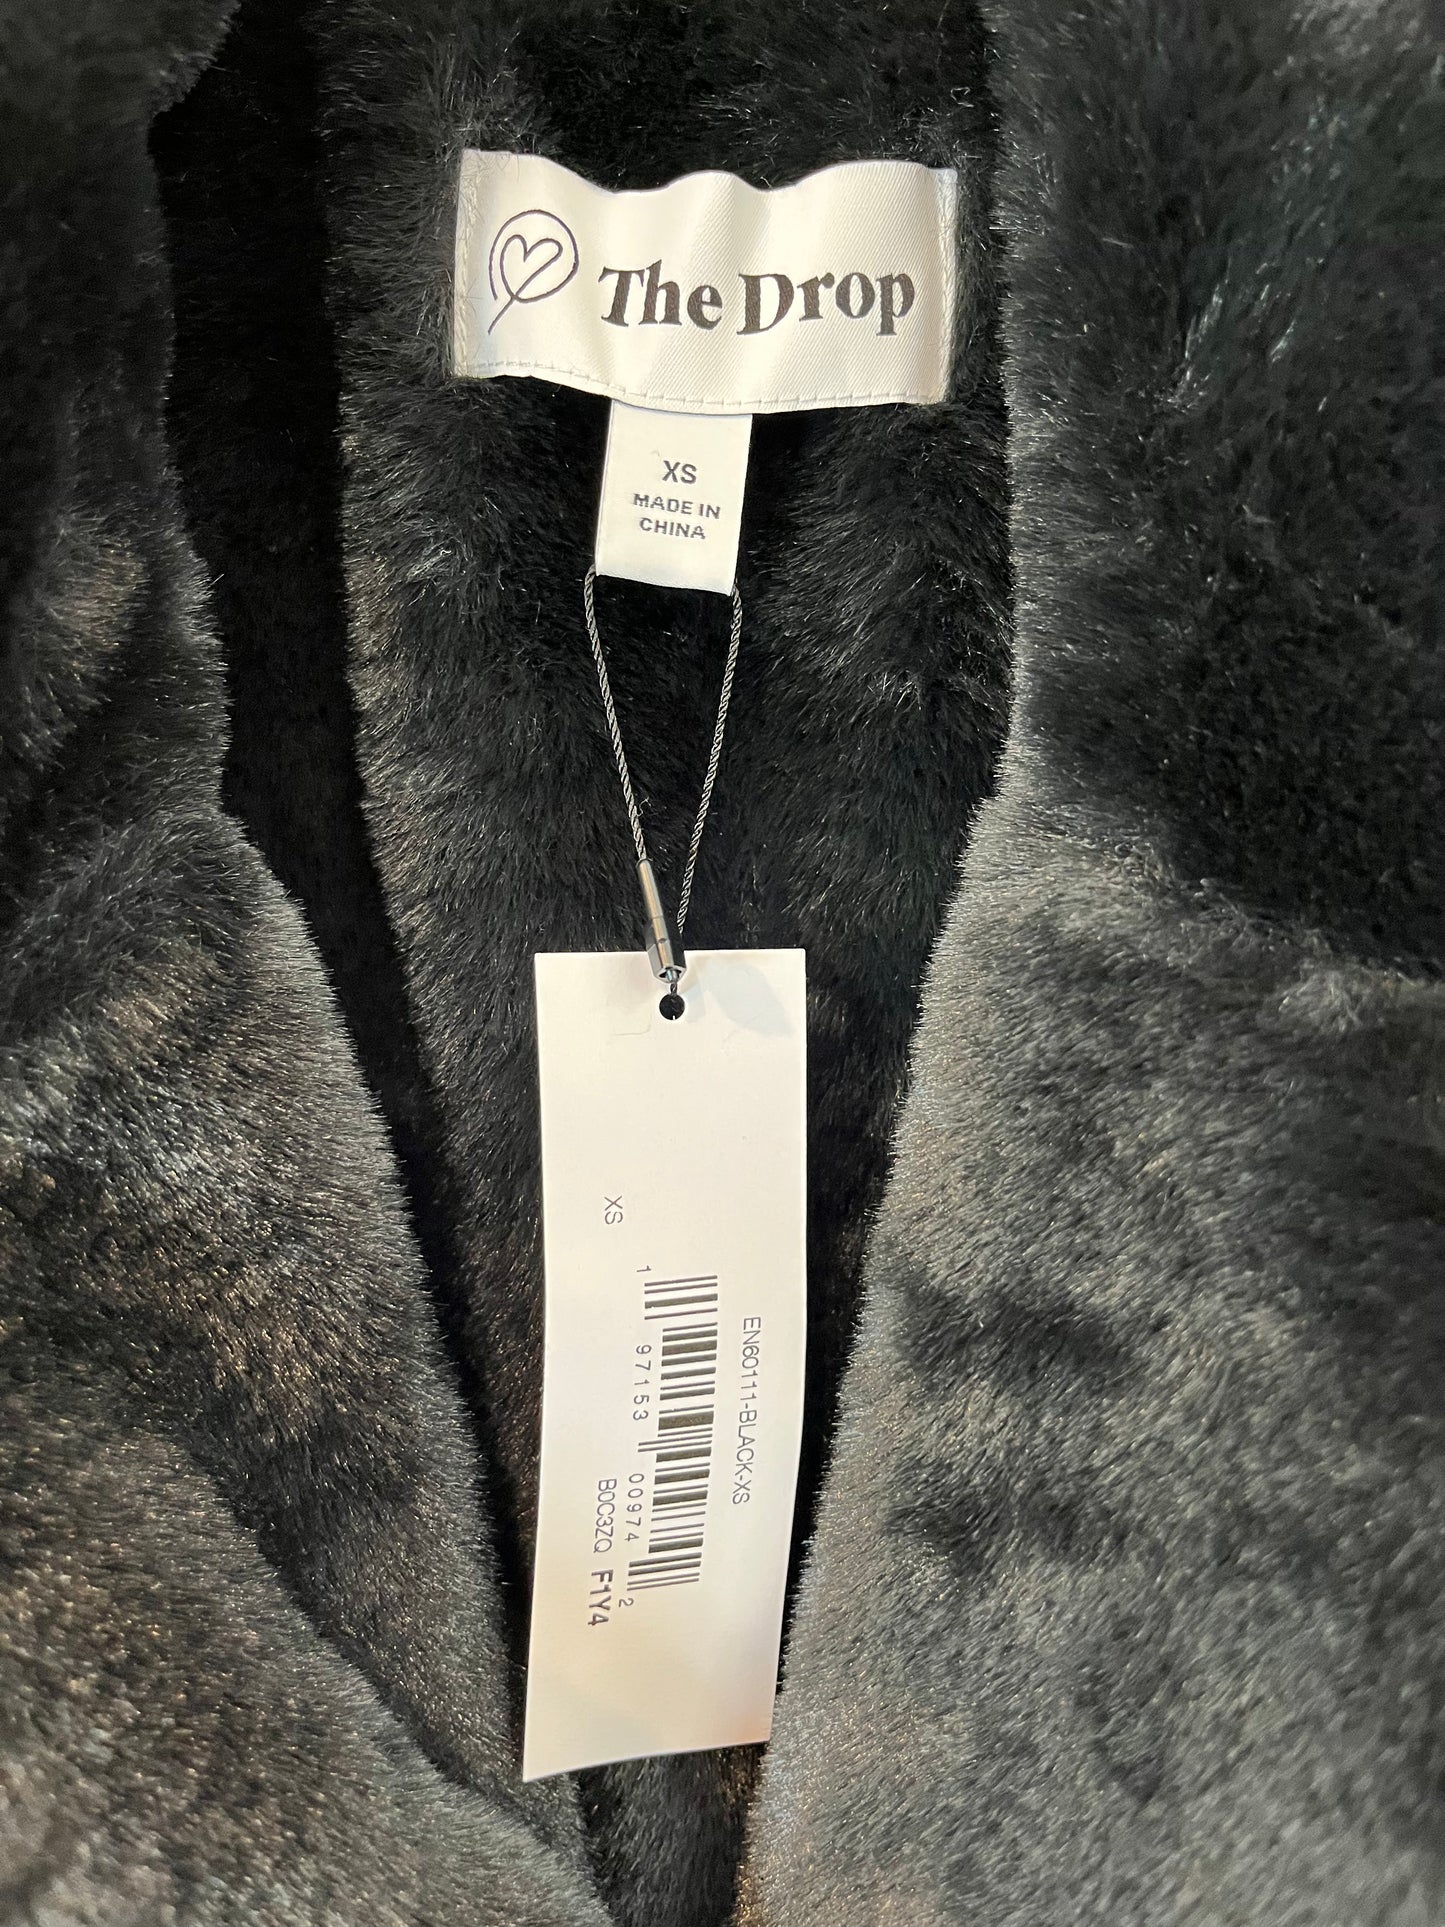 The Drop
XS
MADE IN
CHINA
EN60111-BLACK-XS
1 97153 00974 2
XS
B0C3ZQ F1Y4